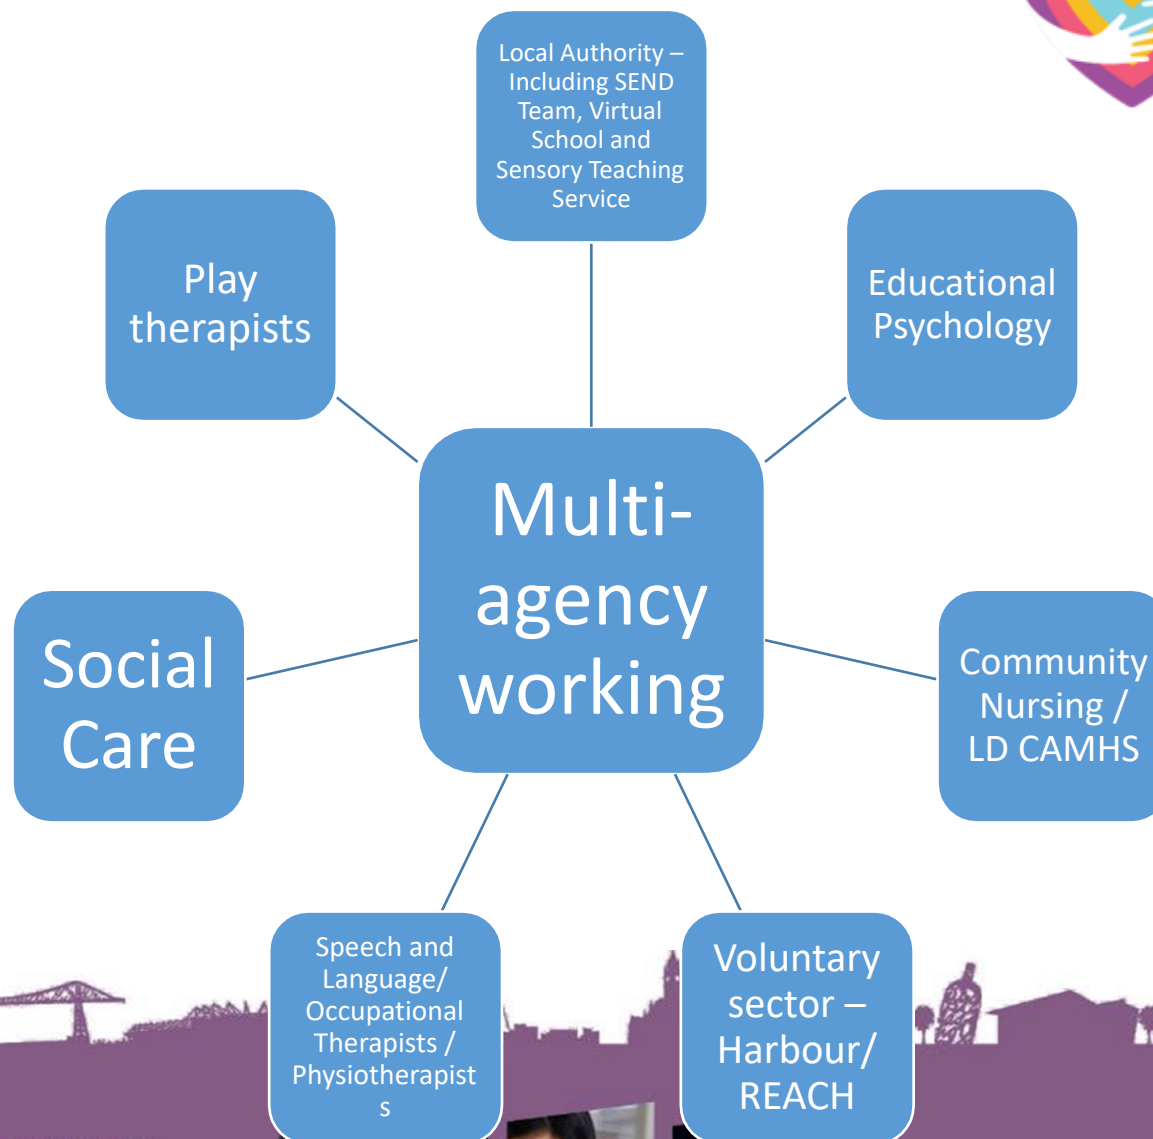 Local Authority –
Including SEND
Team, Virtual
School and
Sensory Teaching
Service
Play
therapists
Educational
Psychology
Multi-
agency
working
Social
Care
Community
Nursing /
LD CAMHS
Speech and
Language/
Occupational
Therapists /
Physiotherapist
s
Voluntary
sector –
Harbour/
REACH